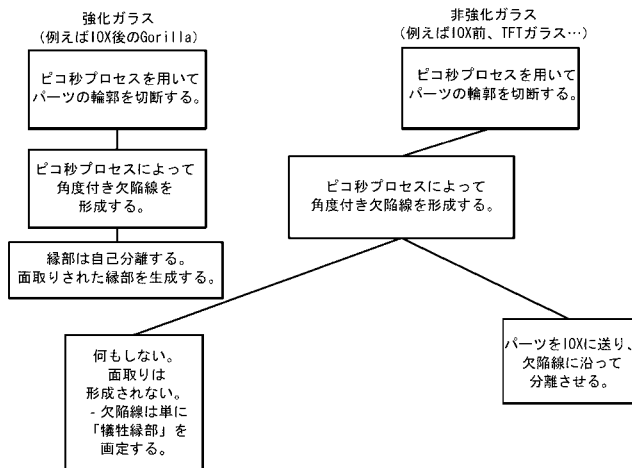 強化ガラス
(例えばIOX後のGorilla)
ピコ秒プロセスを用いて
パーツの輪郭を切断する。
ピコ秒プロセスによって
角度付き欠陥線を
形成する。
縁部は自己分離する。
面取りされた縁部を生成する。
非強化ガラス
(例えばIOX前、TFTガラス…)
ピコ秒プロセスを用いて
パーツの輪郭を切断する。
ピコ秒プロセスによって
角度付き欠陥線を形成する。
何もしない。
面取りは
形成されない。
- 欠陥線は単に
「犠牲縁部」を
画定する。
パーツをIOXに送り、
欠陥線に沿って
分離させる。